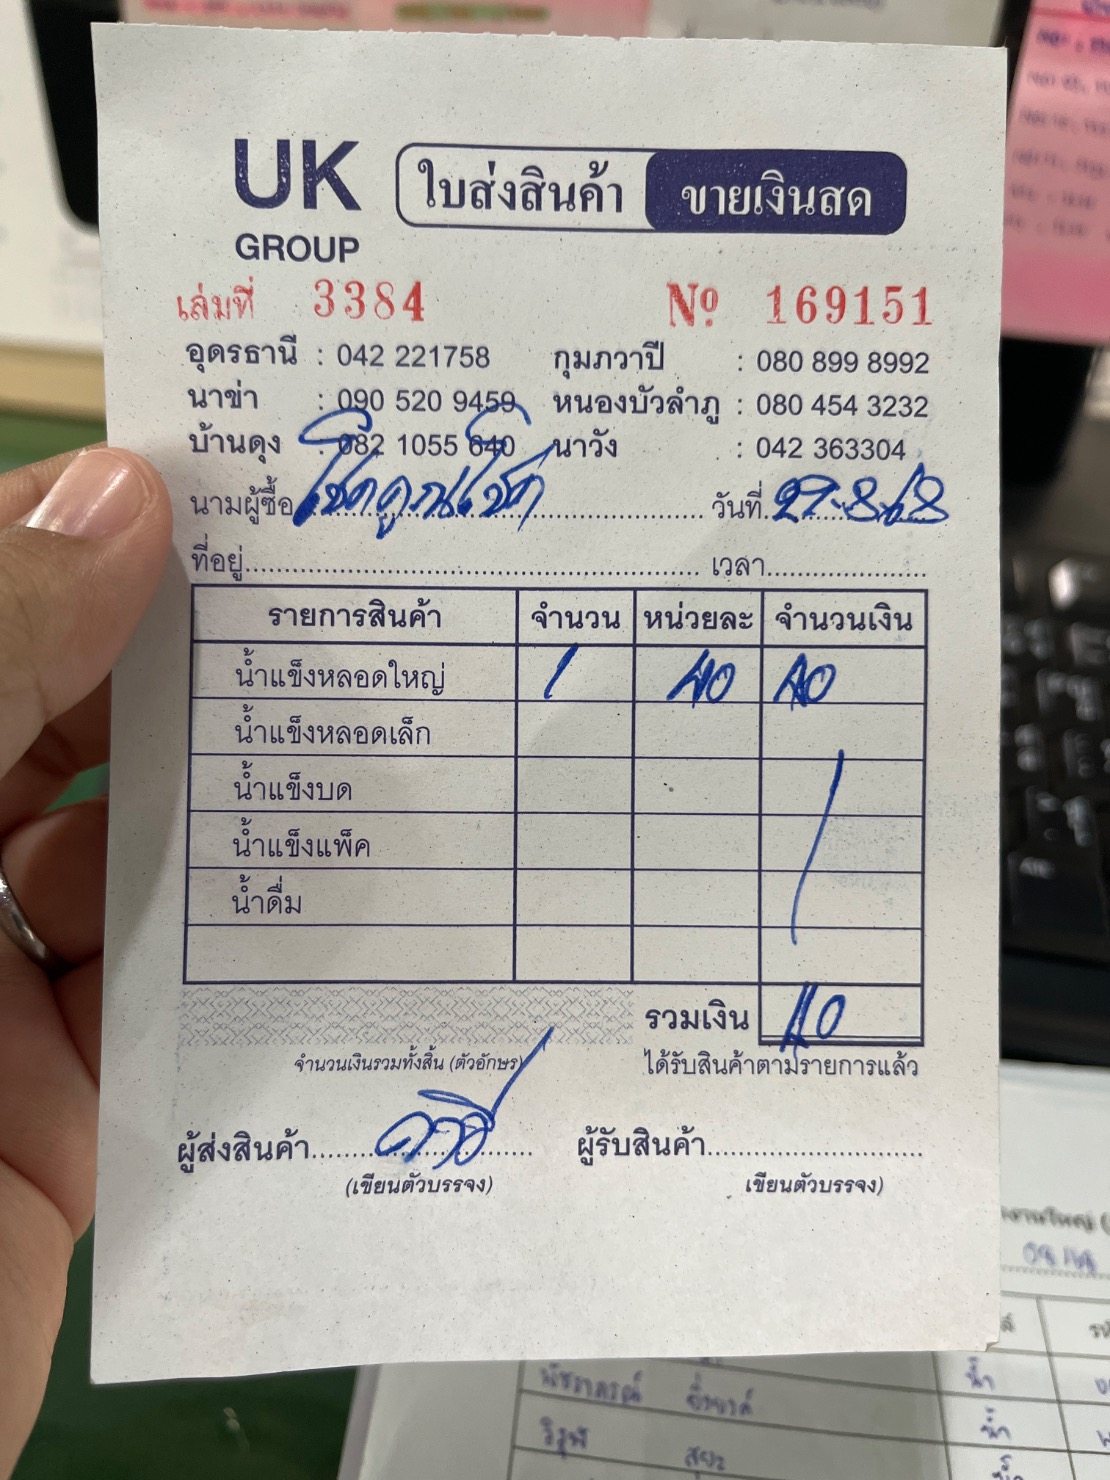 UK
GROUP
ใบส่งสินค้า ขายเงินสด
เล่มที่ 3384 Nº 169151
อุดรธานี : 042 221758 กุมภวาปี : 080 899 8992
นาข่า : 090 520 9459 หนองบัวลำภู : 080 454 3232
บ้านดุง : 082 1055 640 นาวัง : 042 363304
นามผู้ซื้อ โชคคูณโชค วันที่ 27-8-68
ที่อยู่ เวลา
รายการสินค้า จำนวน หน่วยละ จำนวนเงิน
น้ำแข็งหลอดใหญ่ 1 40 40
น้ำแข็งหลอดเล็ก
น้ำแข็งบด
น้ำแข็งแพ็ค
น้ำดื่ม
รวมเงิน 40
จำนวนเงินรวมทั้งสิ้น (ตัวอักษร) ได้รับสินค้าตามรายการแล้ว
ผู้ส่งสินค้า ผู้รับสินค้า
(เขียนตัวบรรจง) เขียนตัวบรรจง)
น้ำ
น้ำ